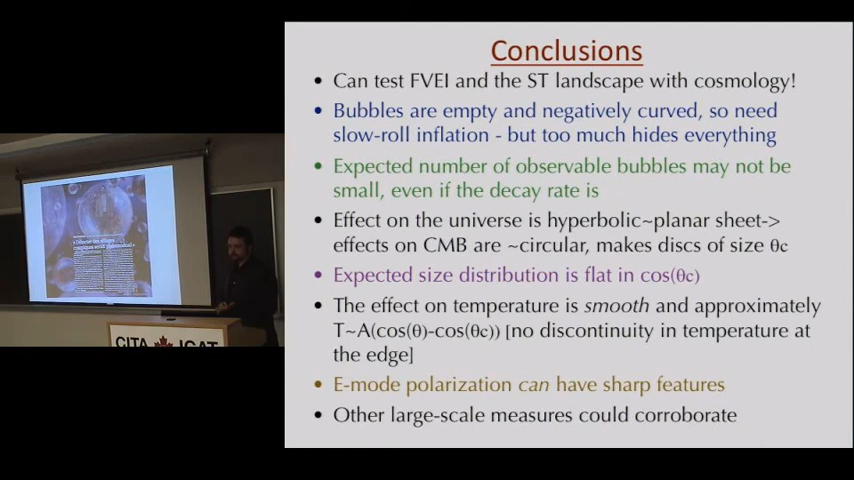 Conclusions
• Can test FVEI and the ST landscape with cosmology!
• Bubbles are empty and negatively curved, so need
slow-roll inflation - but too much hides everything
• Expected number of observable bubbles may not be
small, even if the decay rate is
• Effect on the universe is hyperbolic~planar sheet->
effects on CMB are ~circular, makes discs of size θc
• Expected size distribution is flat in cos(θc)
• The effect on temperature is smooth and approximately
T~A(cos(θ)-cos(θc)) [no discontinuity in temperature at
the edge]
• E-mode polarization can have sharp features
• Other large-scale measures could corroborate
CITA ICAT